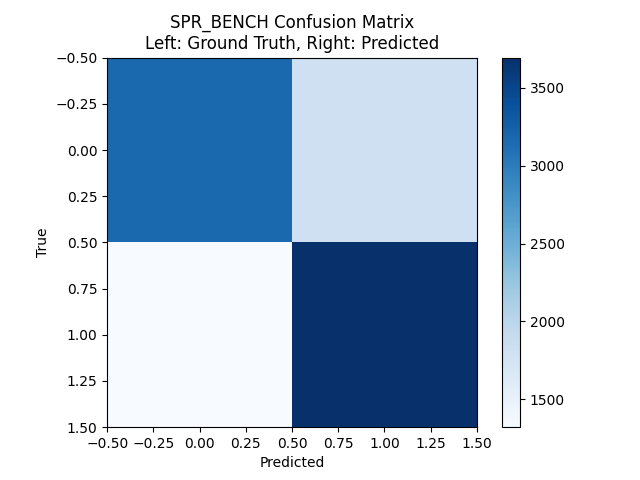 SPR_BENCH Confusion Matrix
Left: Ground Truth, Right: Predicted
−0.50
−0.25
0.00
0.25
0.50
0.75
1.00
1.25
1.50
True
−0.50 −0.25 0.00 0.25 0.50 0.75 1.00 1.25 1.50
Predicted
3500
3000
2500
2000
1500